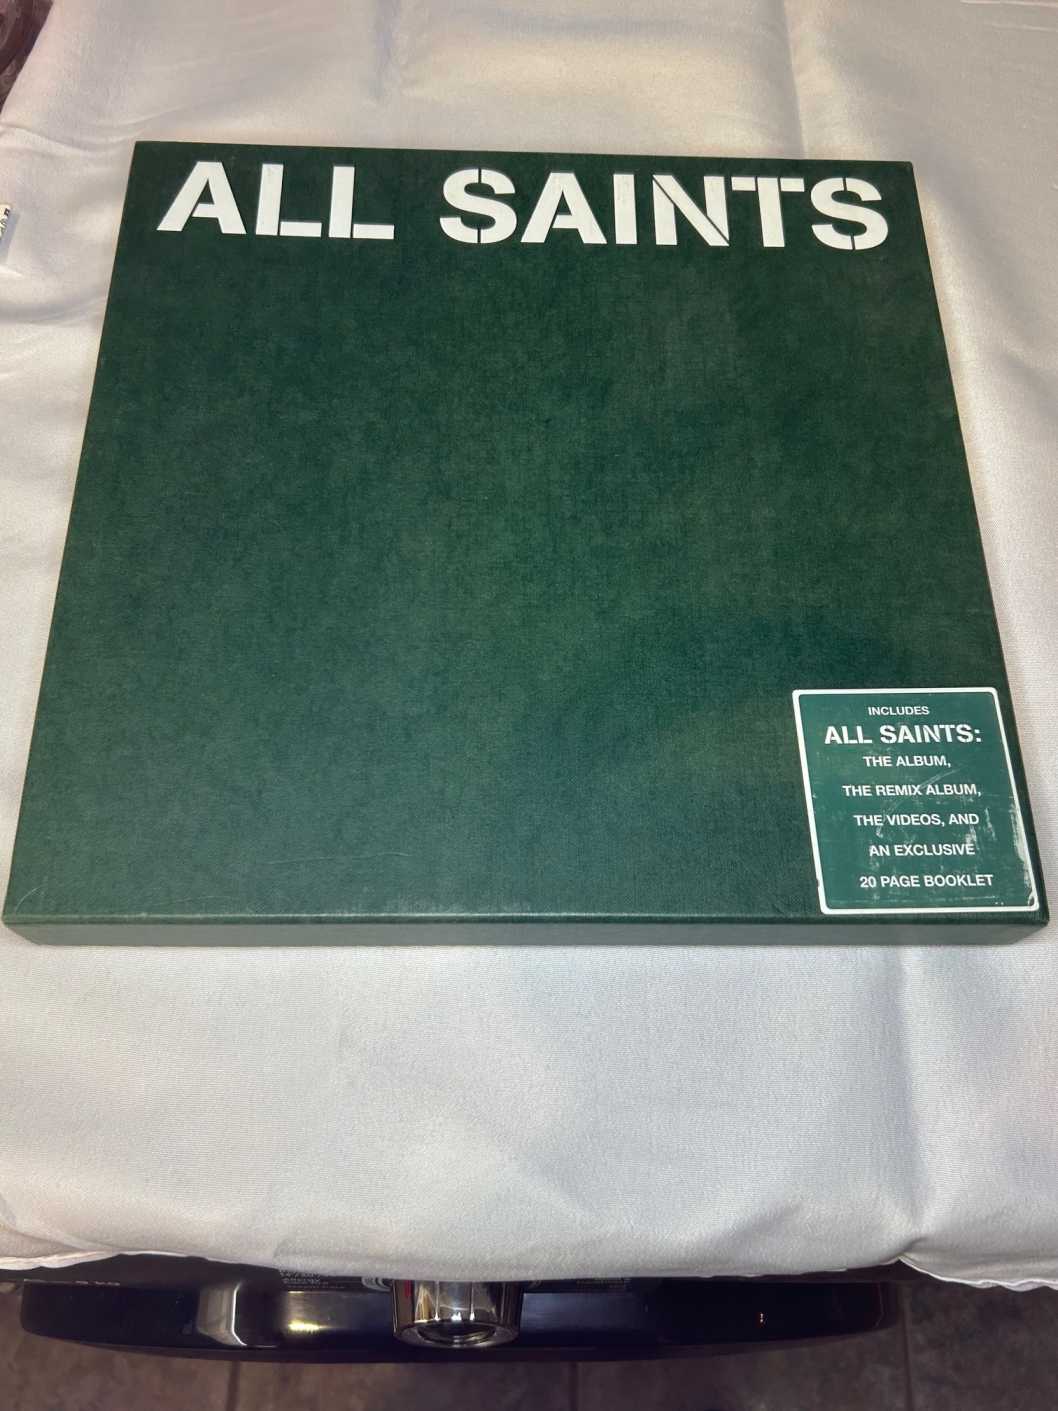 ALL SAINTS
INCLUDES
ALL SAINTS:
THE ALBUM,
THE REMIX ALBUM,
THE VIDEOS, AND
AN EXCLUSIVE
20 PAGE BOOKLET